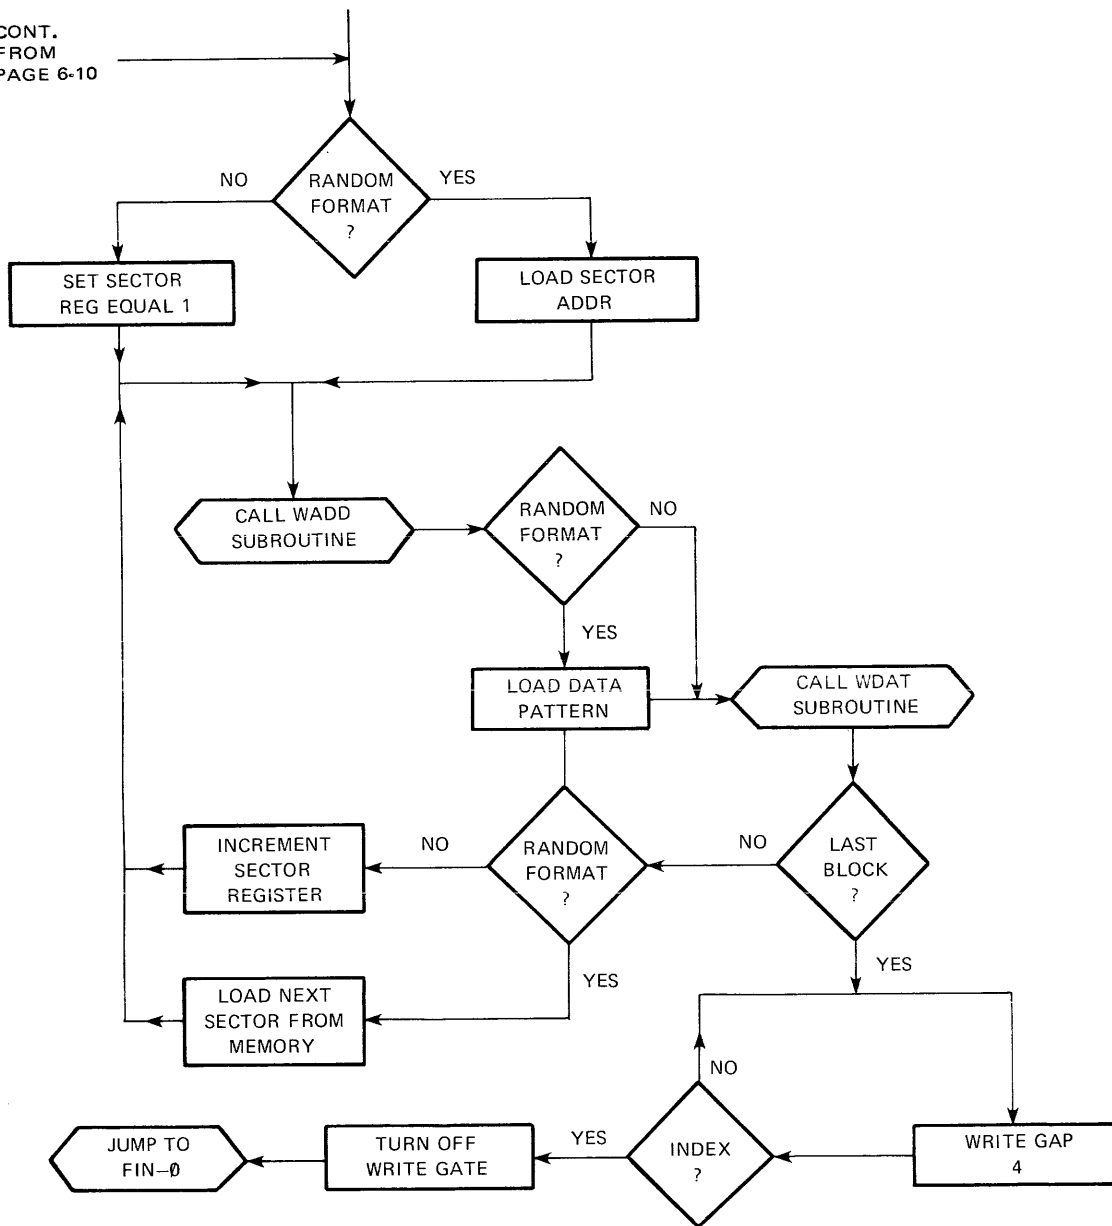 CONT.
FROM
PAGE 6-10
RANDOM
FORMAT
?
NO
YES
SET SECTOR
REG EQUAL 1
LOAD SECTOR
ADDR
CALL WADD
SUBROUTINE
RANDOM
FORMAT
?
NO
YES
LOAD DATA
PATTERN
CALL WDAT
SUBROUTINE
LAST
BLOCK
?
NO
YES
RANDOM
FORMAT
?
NO
YES
INCREMENT
SECTOR
REGISTER
LOAD NEXT
SECTOR FROM
MEMORY
WRITE GAP
4
INDEX
?
NO
YES
TURN OFF
WRITE GATE
JUMP TO
FIN–Ø